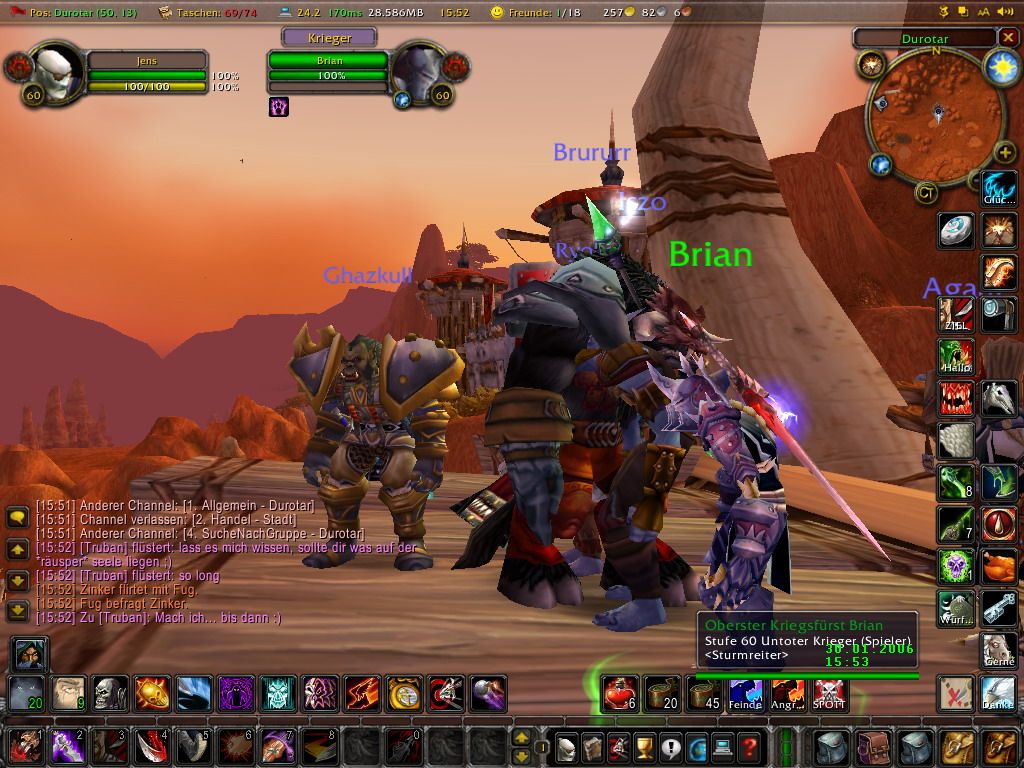 Pos: Durotar (50, 13) Taschen: 69/74 24.2 170ms 28.586MB 15:52 Freunde: 1/18 257 82 6
Krieger
Jens
100%
100/100 100%
60
Brian
100%
60
Durotar
N
CT
Brururr
Iszo
Brian
Ghazkull
ZIEL
Hallo
8
7
1
Würf...
Gerne
Danke
[15:51] Anderer Channel: [1. Allgemein - Durotar]
[15:51] Channel verlassen: [2. Handel - Stadt]
[15:51] Anderer Channel: [4. SucheNachGruppe - Durotar]
[15:52] [Truban] flüstert: lass es mich wissen, sollte dir was auf der
*räusper* seele liegen ;)
[15:52] [Truban] flüstert: so long
[15:52] Zinker flirtet mit Fug.
[15:52] Fug befragt Zinker.
[15:52] Zu [Truban]: Mach ich... bis dann :)
Oberster Kriegsfürst Brian
Stufe 60 Untoter Krieger (Spieler)
<Sturmreiter>
30.01.2006
15:53
20 9 6 20 45 Feinde Angr... SPOTT
1 2 3 4 5 6 7 8 0 1